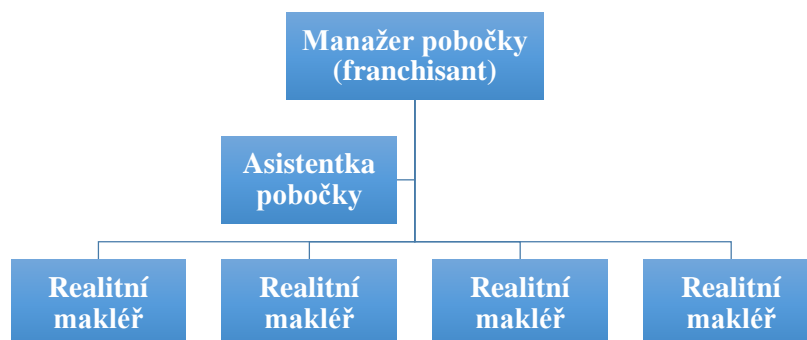 Manažer pobočky
(franchisant)
Asistentka
pobočky
Realitní
makléř
Realitní
makléř
Realitní
makléř
Realitní
makléř